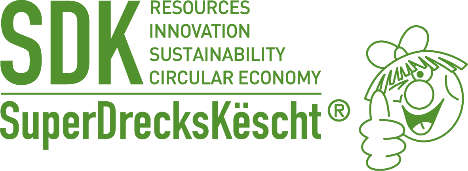 SDK
RESOURCES
INNOVATION
SUSTAINABILITY
CIRCULAR ECONOMY
SuperDrecksKëscht®